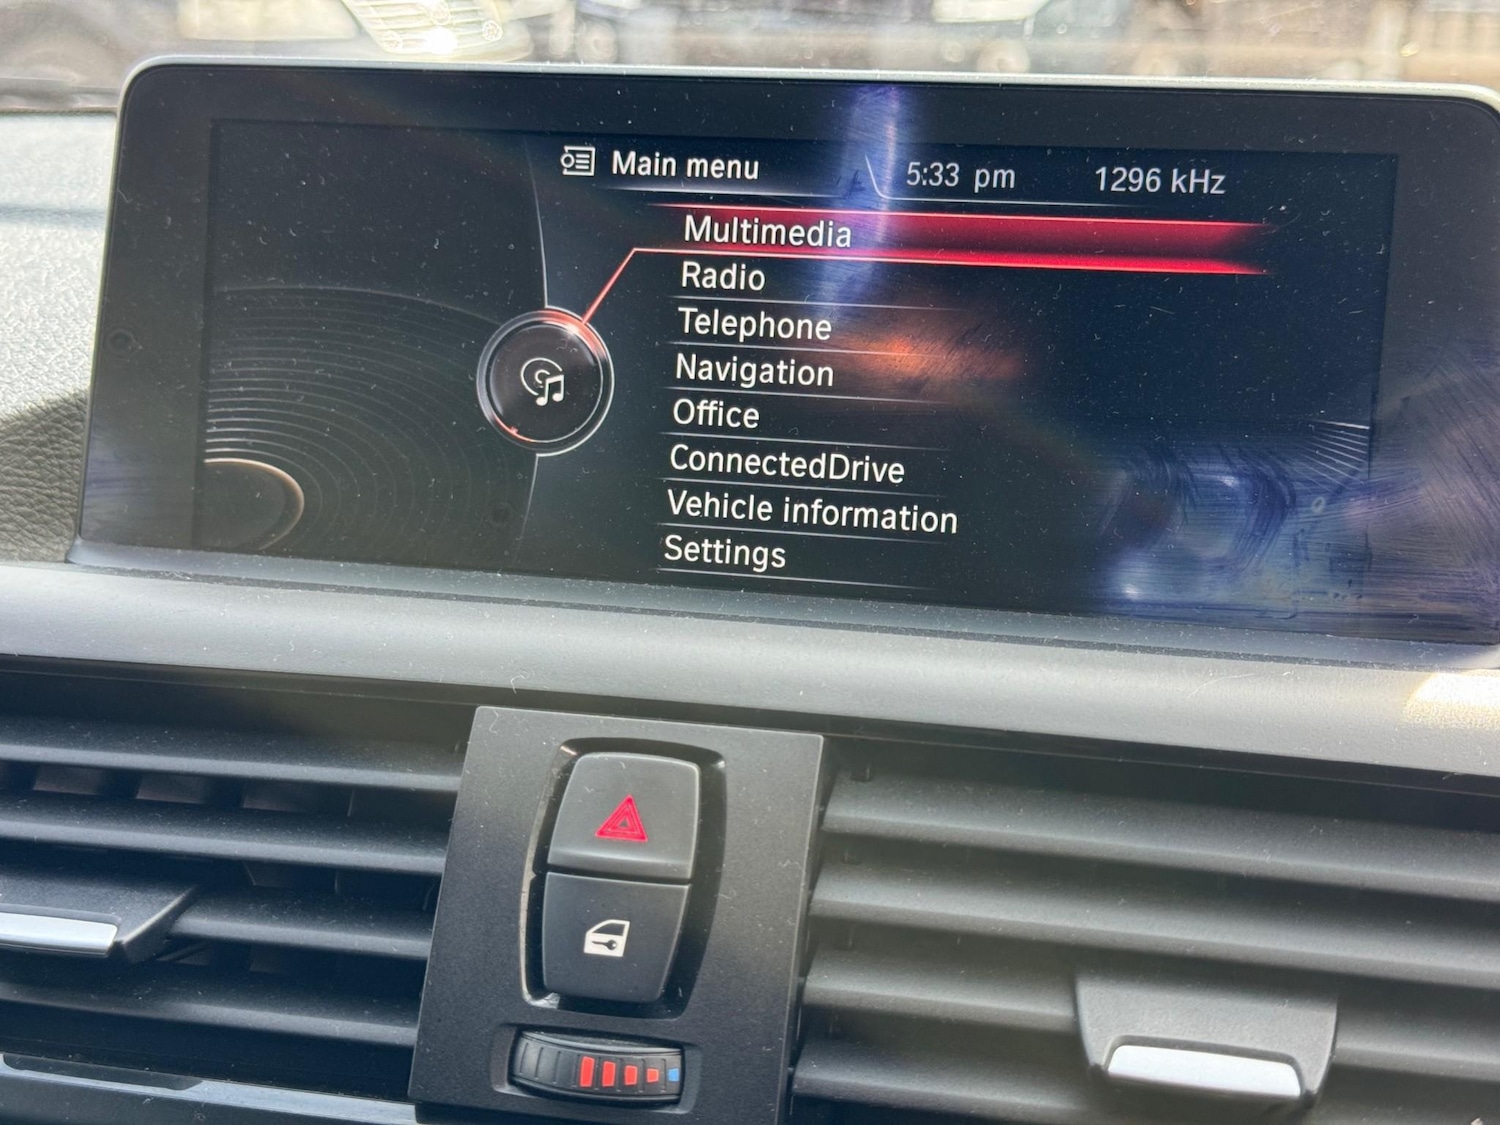 Main menu 5:33 pm 1296 kHz
Multimedia
Radio
Telephone
Navigation
Office
ConnectedDrive
Vehicle information
Settings